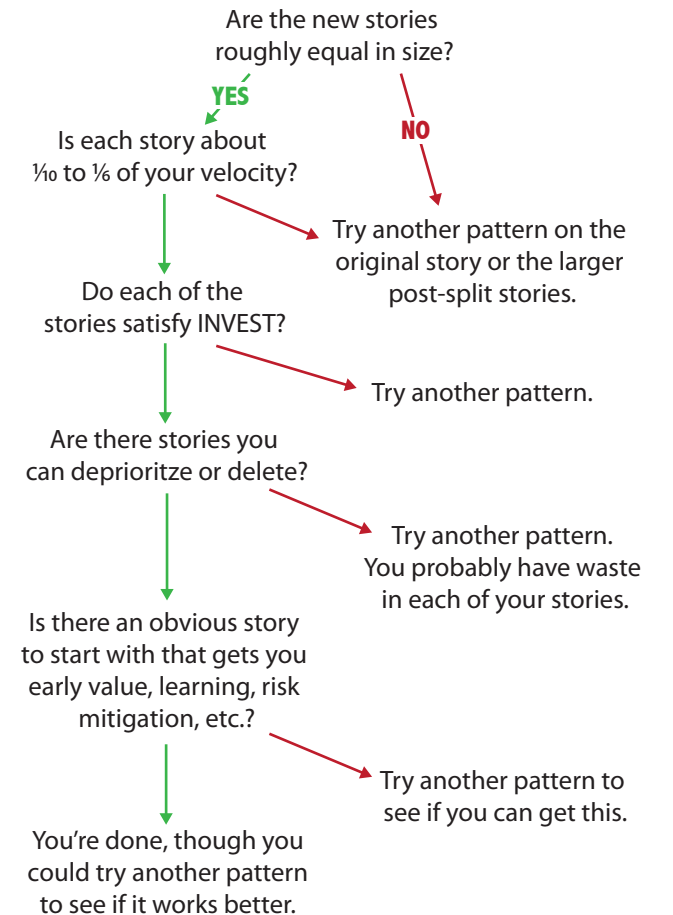 Are the new stories
roughly equal in size?
YES
NO
Is each story about
⅒ to ⅙ of your velocity?
Try another pattern on the
original story or the larger
post-split stories.
Do each of the
stories satisfy INVEST?
Try another pattern.
Are there stories you
can deprioritze or delete?
Try another pattern.
You probably have waste
in each of your stories.
Is there an obvious story
to start with that gets you
early value, learning, risk
mitigation, etc.?
Try another pattern to
see if you can get this.
You’re done, though you
could try another pattern
to see if it works better.